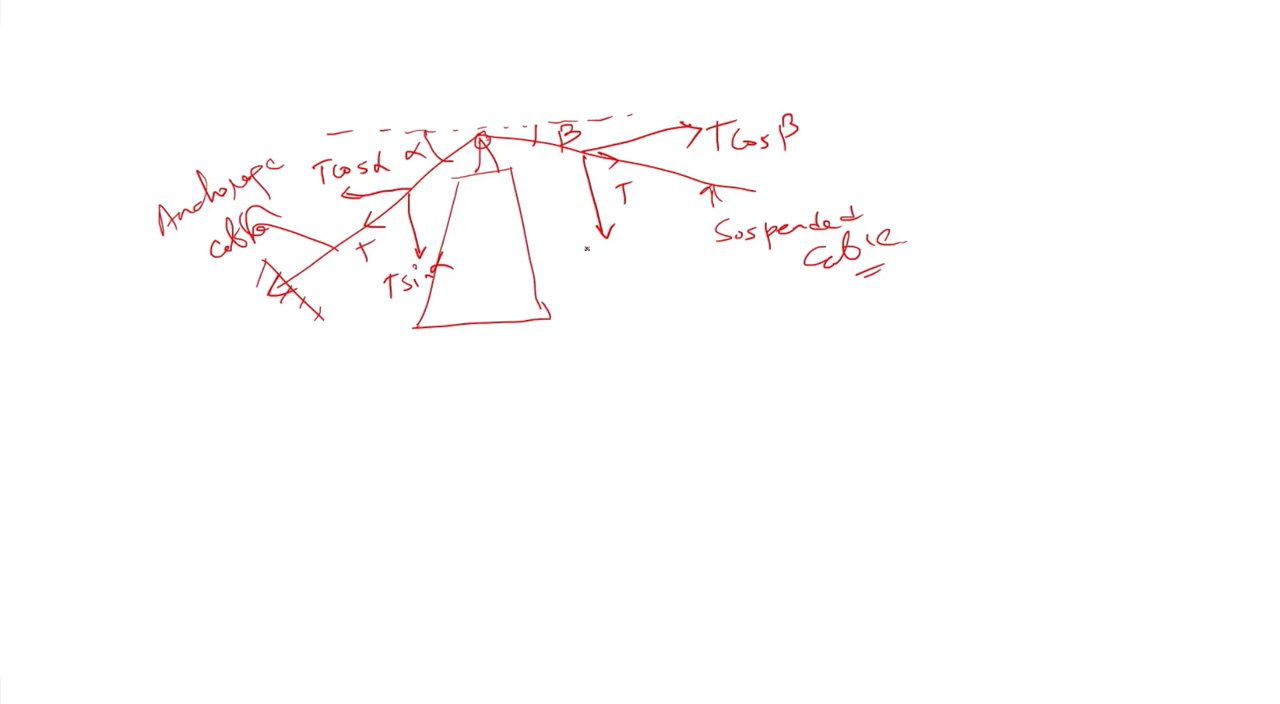 β
T Cos β
α
T cos α
Anchorage
cable
T
T
T sin α
Suspended
Cable